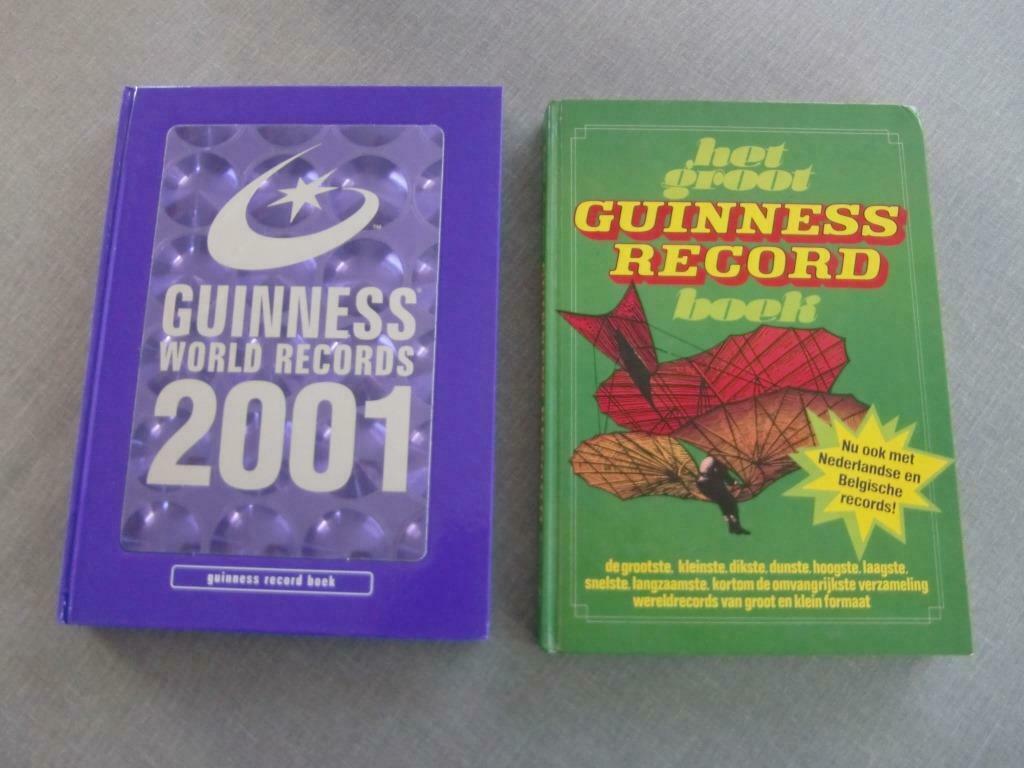 GUINNESS
WORLD RECORDS
2001
™
guinness record boek
het
groot
GUINNESS
RECORD
boek
Nu ook met
Nederlandse en
Belgische
records!
de grootste, kleinste, dikste, dunste, hoogste, laagste,
snelste, langzaamste, kortom de omvangrijkste verzameling
wereldrecords van groot en klein formaat